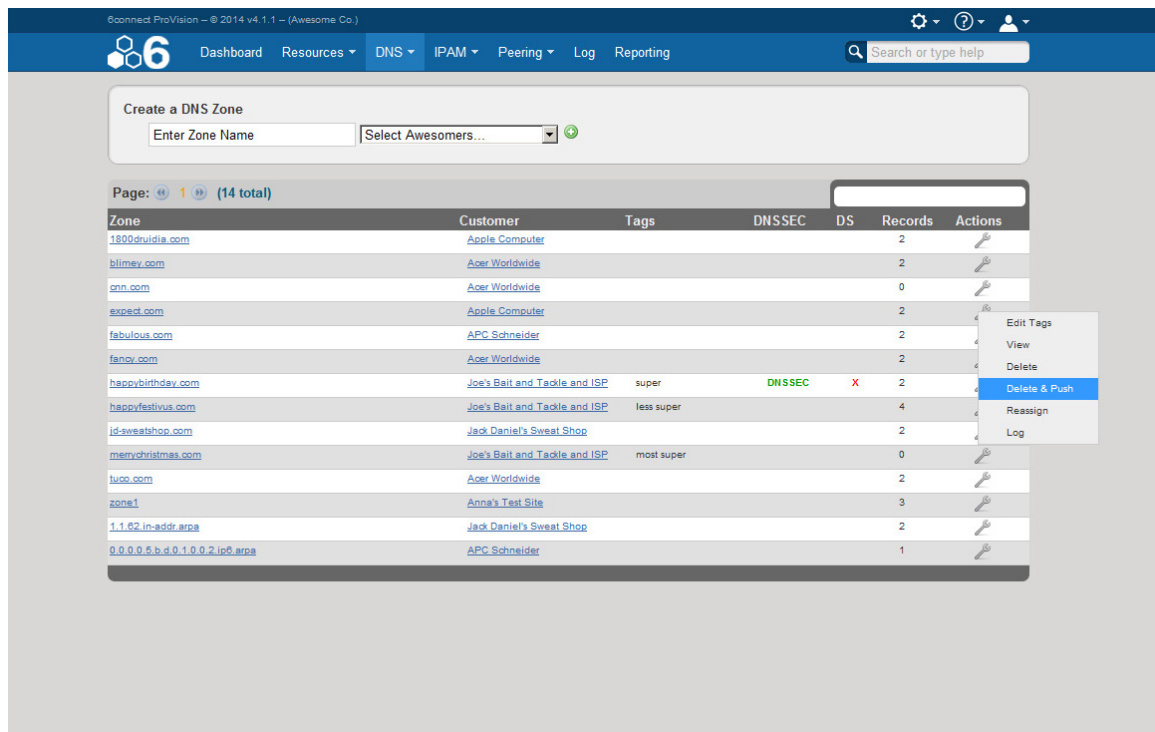 6connect ProVision – © 2014 v4.1.1 – (Awesome Co.)
6 Dashboard Resources DNS IPAM Peering Log Reporting Search or type help
Create a DNS Zone
Enter Zone Name Select Awesomers...
Page: 1 (14 total)
Zone Customer Tags DNSSEC DS Records Actions
1800druidia.com Apple Computer 2
blimey.com Acer Worldwide 2
cnn.com Acer Worldwide 0
expect.com Apple Computer 2
Edit Tags
fabulous.com APC Schneider 2
View
fancy.com Acer Worldwide 2
Delete
happybirthday.com Joe's Bait and Tackle and ISP super DNSSEC X 2
Delete & Push
happyfestivus.com Joe's Bait and Tackle and ISP less super 4
Reassign
jd-sweatshop.com Jack Daniel's Sweat Shop 2
Log
merrychristmas.com Joe's Bait and Tackle and ISP most super 0
tuco.com Acer Worldwide 2
zone1 Anna's Test Site 3
1.1.62.in-addr.arpa Jack Daniel's Sweat Shop 2
0.0.0.0.5.b.d.0.1.0.0.2.ip6.arpa APC Schneider 1